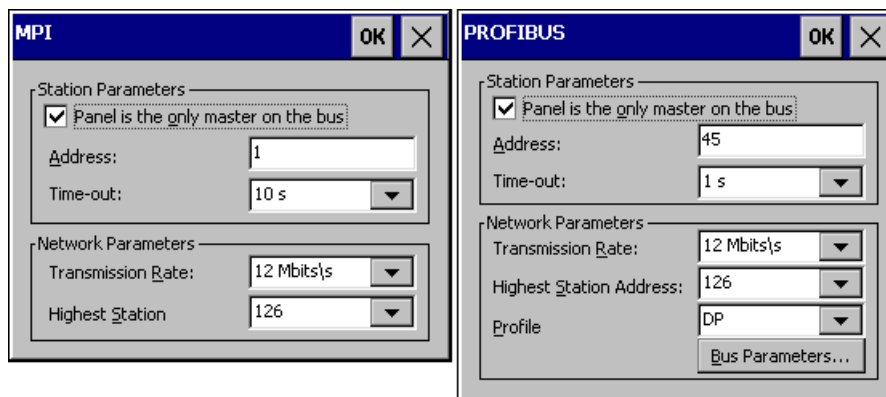 MPI OK
Station Parameters
Panel is the only master on the bus
Address: 1
Time-out: 10 s
Network Parameters
Transmission Rate: 12 Mbits\s
Highest Station 126
PROFIBUS OK
Station Parameters
Panel is the only master on the bus
Address: 45
Time-out: 1 s
Network Parameters
Transmission Rate: 12 Mbits\s
Highest Station Address: 126
Profile DP
Bus Parameters...